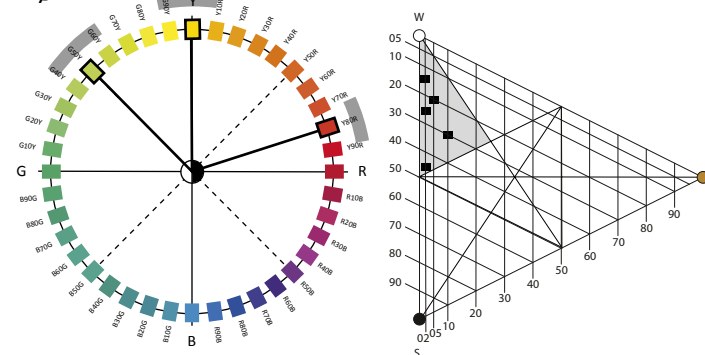 G90Y
Y
Y10R
Y20R
Y30R
Y40R
Y50R
Y60R
Y70R
Y80R
Y90R
R
R10B
R20B
R30B
R40B
R50B
R60B
R70B
R80B
R90B
B
B10G
B20G
B30G
B40G
B50G
B60G
B70G
B80G
B90G
G
G10Y
G20Y
G30Y
G40Y
G50Y
G60Y
G70Y
G80Y
W
05
10
20
30
40
50
60
70
80
90
S
02
05
10
20
30
40
50
60
70
80
90